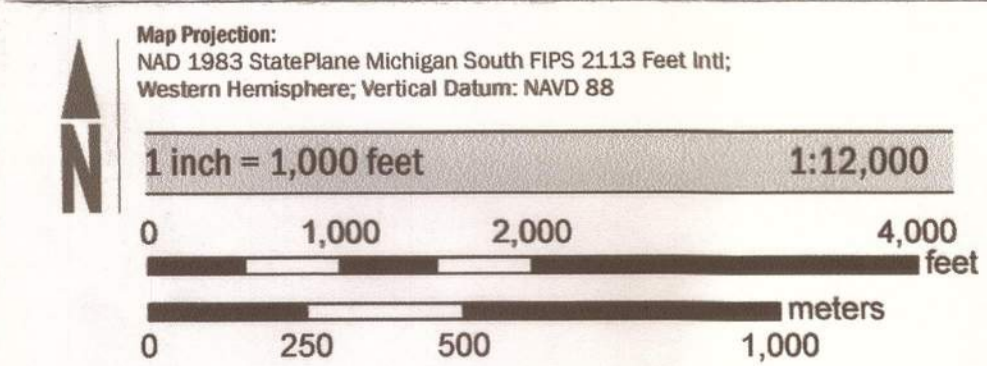 Map Projection:
NAD 1983 StatePlane Michigan South FIPS 2113 Feet Intl;
Western Hemisphere; Vertical Datum: NAVD 88
N
1 inch = 1,000 feet 1:12,000
0 1,000 2,000 4,000
feet
meters
0 250 500 1,000